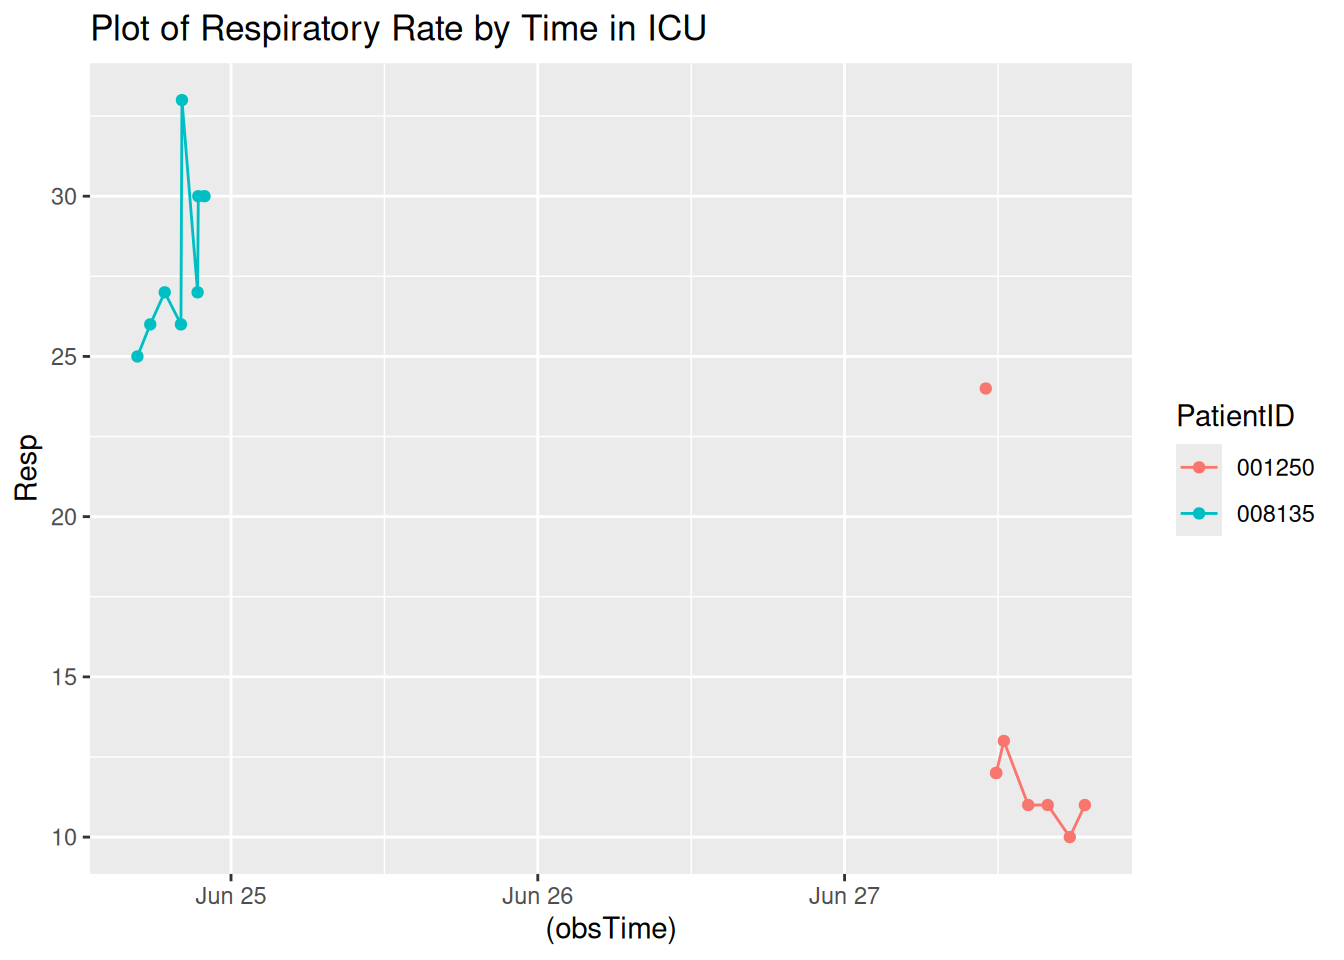 Plot of Respiratory Rate by Time in ICU
Resp
30
25
20
15
10
Jun 25
Jun 26
Jun 27
(obsTime)
PatientID
001250
008135